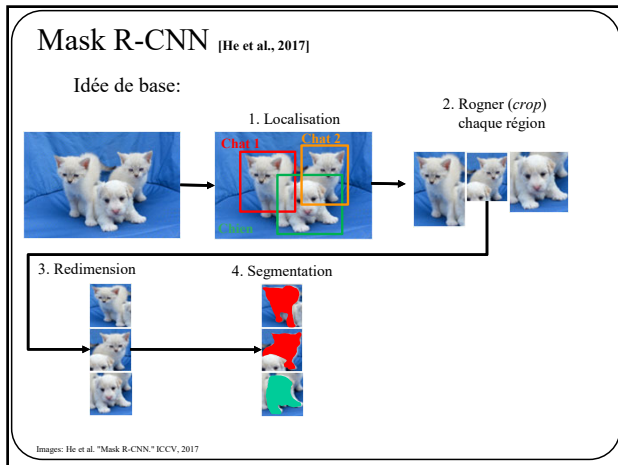 Mask R-CNN [He et al., 2017]
Idée de base:
1. Localisation
2. Rogner (crop)
chaque région
Chat 1
Chat 2
Chien
3. Redimension
4. Segmentation
Images: He et al. "Mask R-CNN." ICCV, 2017